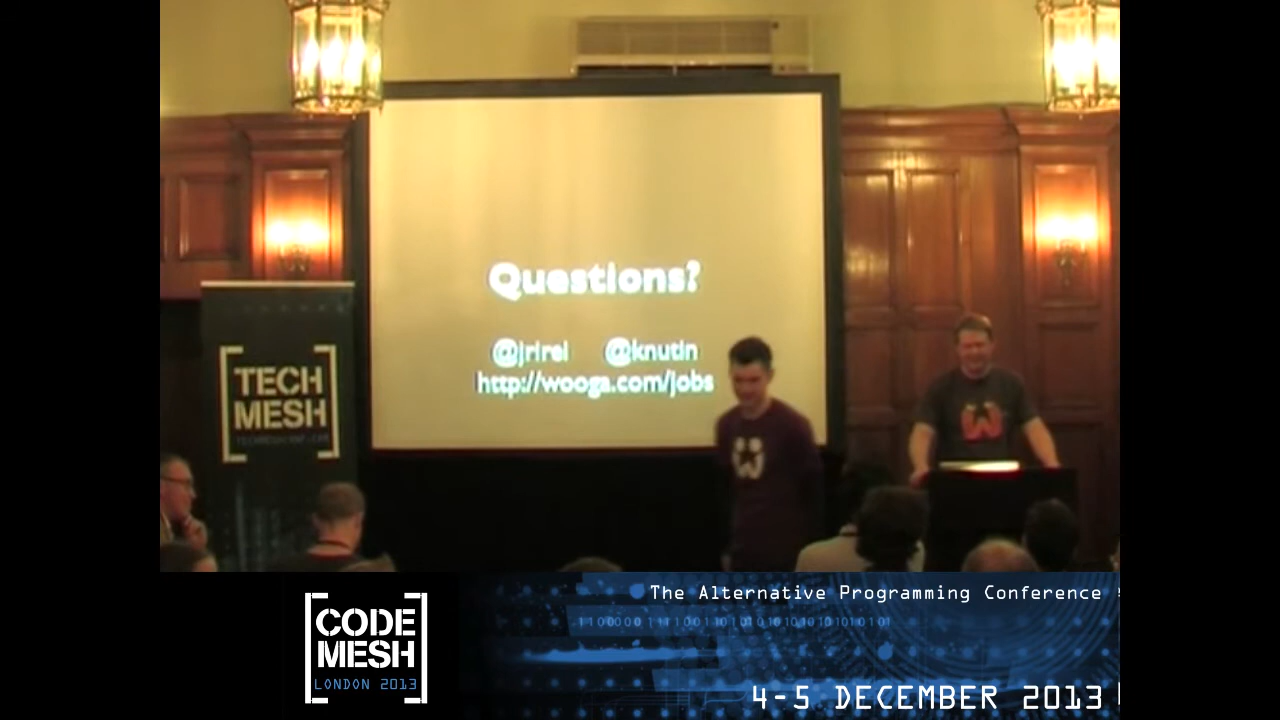 Questions?
@jrirei @knutin
http://wooga.com/jobs
TECH
MESH
W
CODE
MESH
LONDON 2013
The Alternative Programming Conference
4-5 DECEMBER 2013